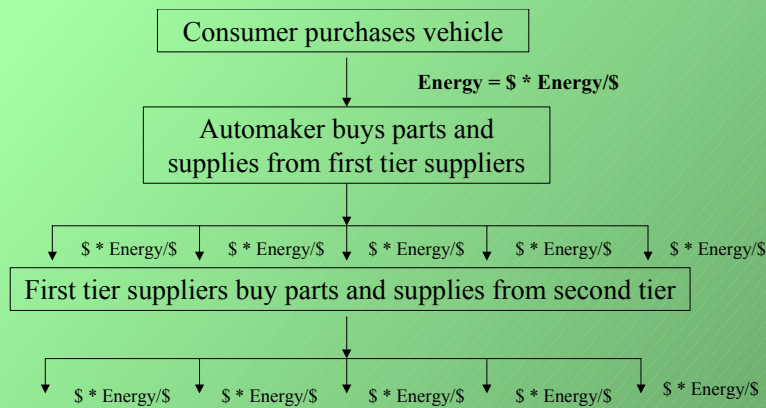 Consumer purchases vehicle
Energy = $ * Energy/$
Automaker buys parts and
supplies from first tier suppliers
$ * Energy/$ $ * Energy/$ $ * Energy/$ $ * Energy/$ $ * Energy/$
First tier suppliers buy parts and supplies from second tier
$ * Energy/$ $ * Energy/$ $ * Energy/$ $ * Energy/$ $ * Energy/$